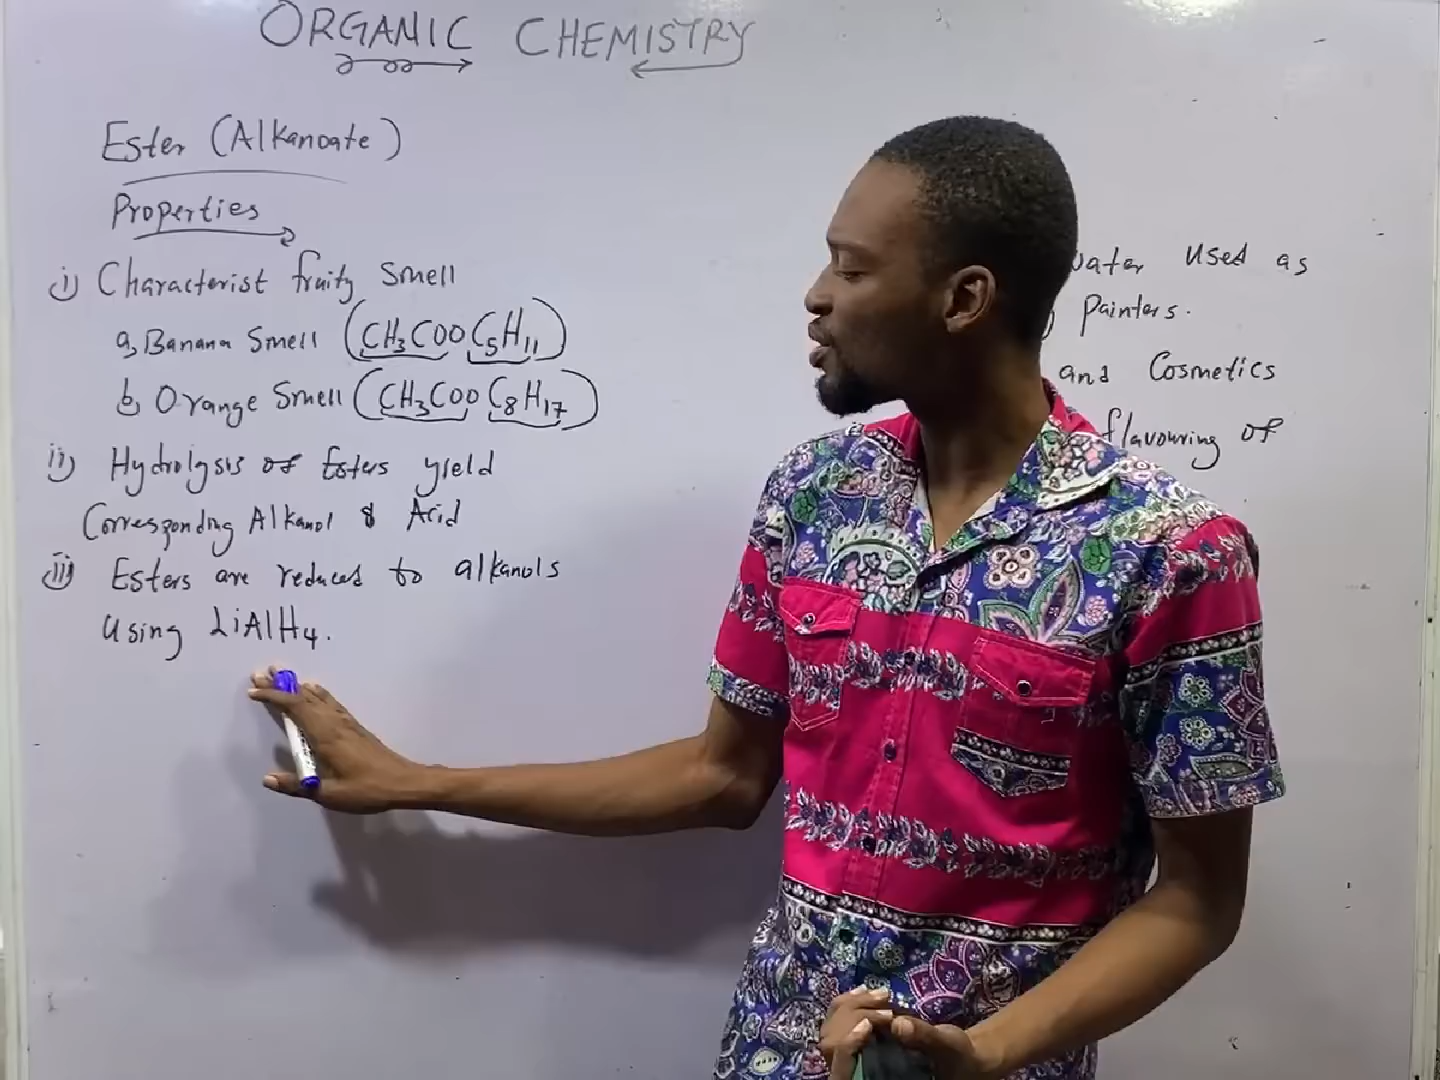 ORGANIC CHEMISTRY
Ester (Alkanoate)
Properties
i) Characterist fruity smell
a, Banana Smell (CH₃COOC₅H₁₁)
b, Orange Smell (CH₃COOC₈H₁₇)
ii) Hydrolysis of Esters yield
Corresponding Alkanol & Acid
iii) Esters are reduced to alkanols
using LiAlH₄.
used as
Painters.
and Cosmetics
flavouring of